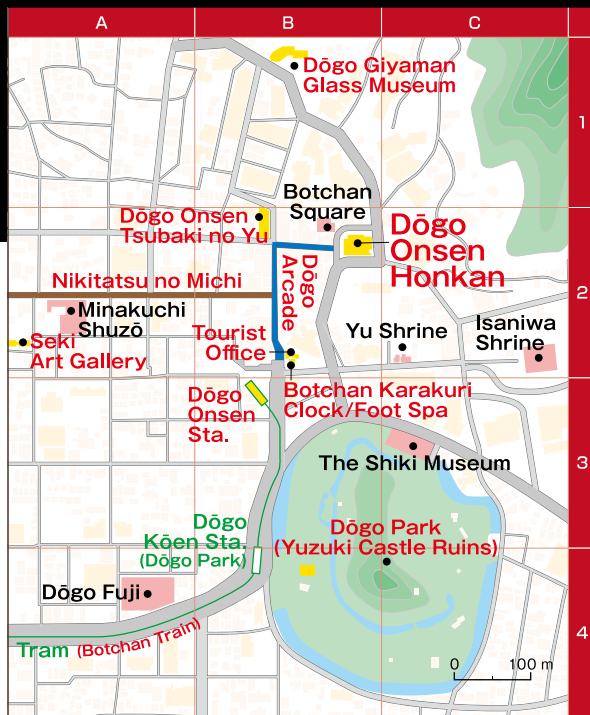 A
B
C
1
2
3
4
Dōgo Giyaman
Glass Museum
Botchan
Square
Dōgo Onsen
Tsubaki no Yu
Dōgo
Onsen
Honkan
Dōgo
Arcade
Nikitatsu no Michi
Minakuchi
Shuzō
Seki
Art Gallery
Tourist
Office
Yu Shrine
Isaniwa
Shrine
Botchan Karakuri
Clock/Foot Spa
Dōgo
Onsen
Sta.
The Shiki Museum
Dōgo
Kōen Sta.
(Dōgo Park)
Dōgo Park
(Yuzuki Castle Ruins)
Dōgo Fuji
Tram (Botchan Train)
0 100 m